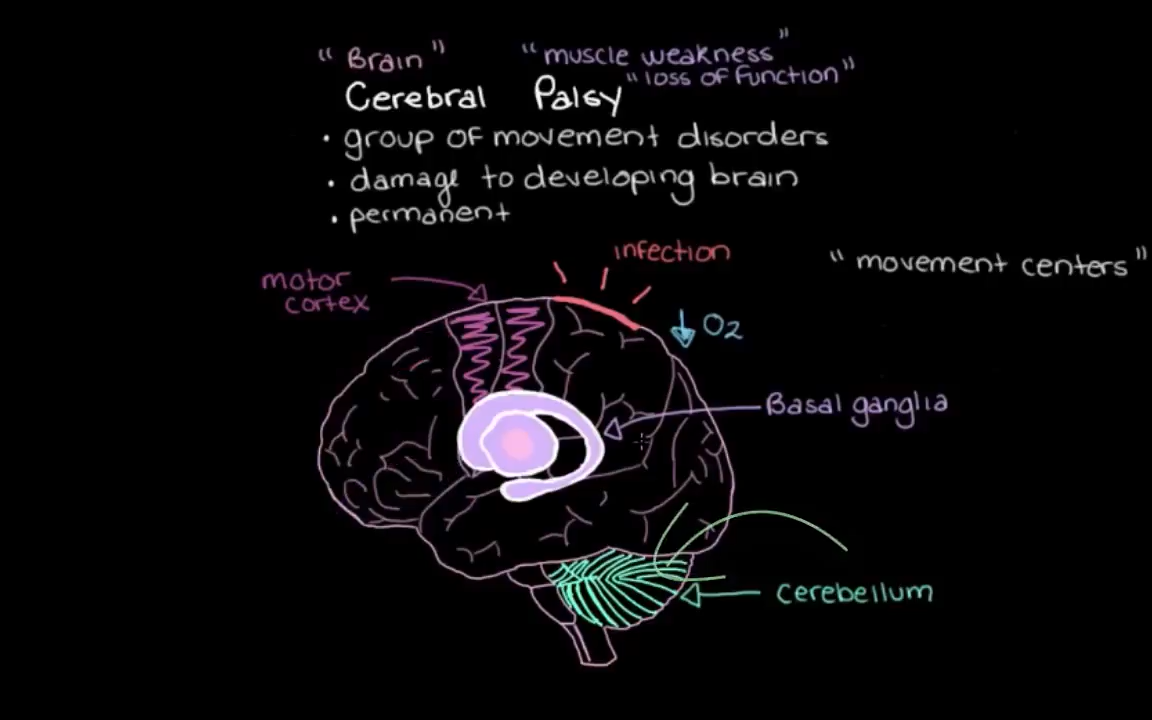 "Brain" "muscle weakness"
"loss of function"
Cerebral Palsy
• group of movement disorders
• damage to developing brain
• permanent
infection
"movement centers"
motor
cortex
O2
Basal ganglia
cerebellum